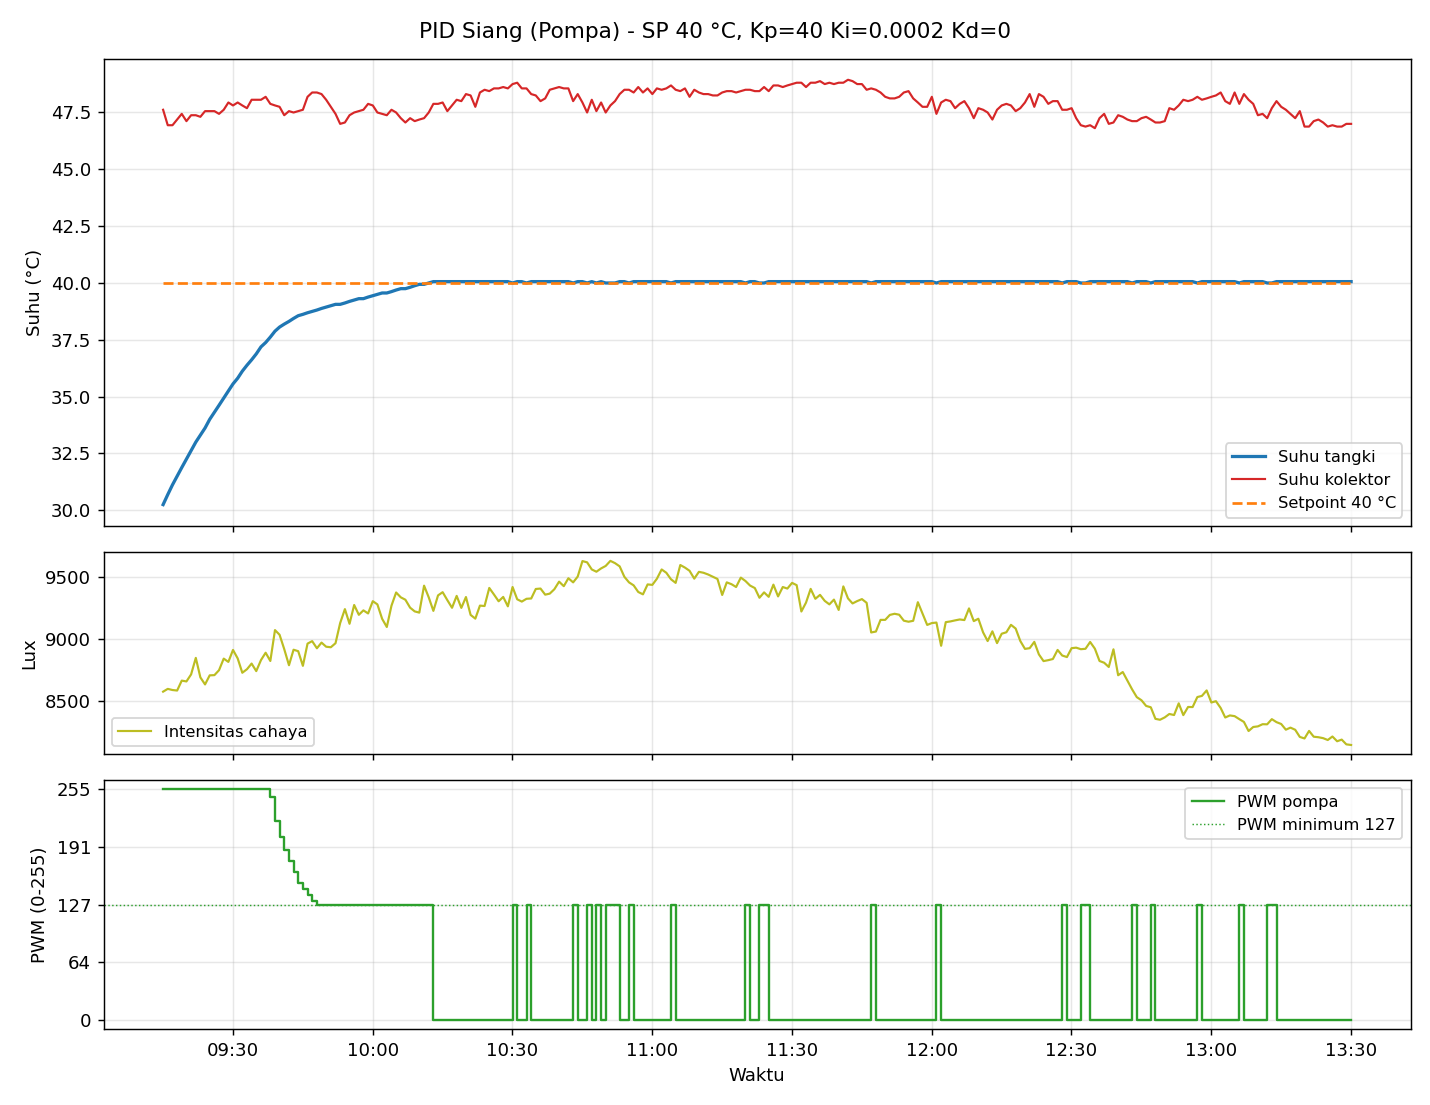 PID Siang (Pompa) - SP 40 °C, Kp=40 Ki=0.0002 Kd=0
Suhu (°C)
47.5
45.0
42.5
40.0
37.5
35.0
32.5
30.0
Suhu tangki
Suhu kolektor
Setpoint 40 °C
Lux
9500
9000
8500
Intensitas cahaya
PWM (0-255)
255
191
127
64
0
PWM pompa
PWM minimum 127
09:30 10:00 10:30 11:00 11:30 12:00 12:30 13:00 13:30
Waktu